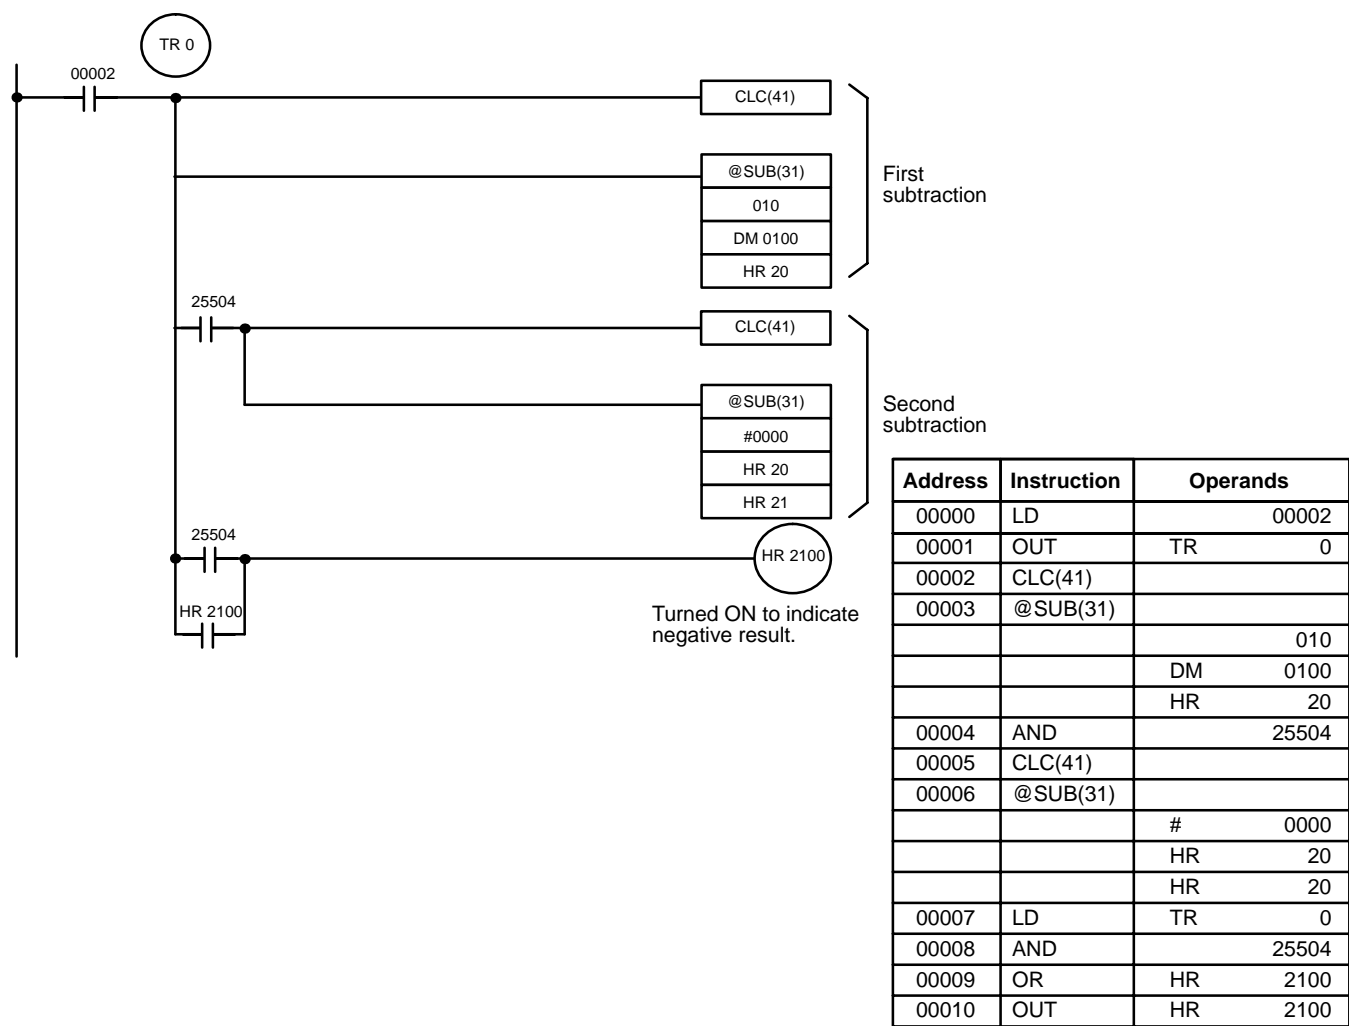 TR 0
00002
CLC(41)
@SUB(31)
010
DM 0100
HR 20
First
subtraction
25504
CLC(41)
@SUB(31)
#0000
HR 20
HR 21
Second
subtraction
25504
HR 2100
HR 2100
Turned ON to indicate
negative result.
Address Instruction Operands
00000 LD 00002
00001 OUT TR 0
00002 CLC(41)
00003 @SUB(31)
010
DM 0100
HR 20
00004 AND 25504
00005 CLC(41)
00006 @SUB(31)
# 0000
HR 20
HR 20
00007 LD TR 0
00008 AND 25504
00009 OR HR 2100
00010 OUT HR 2100